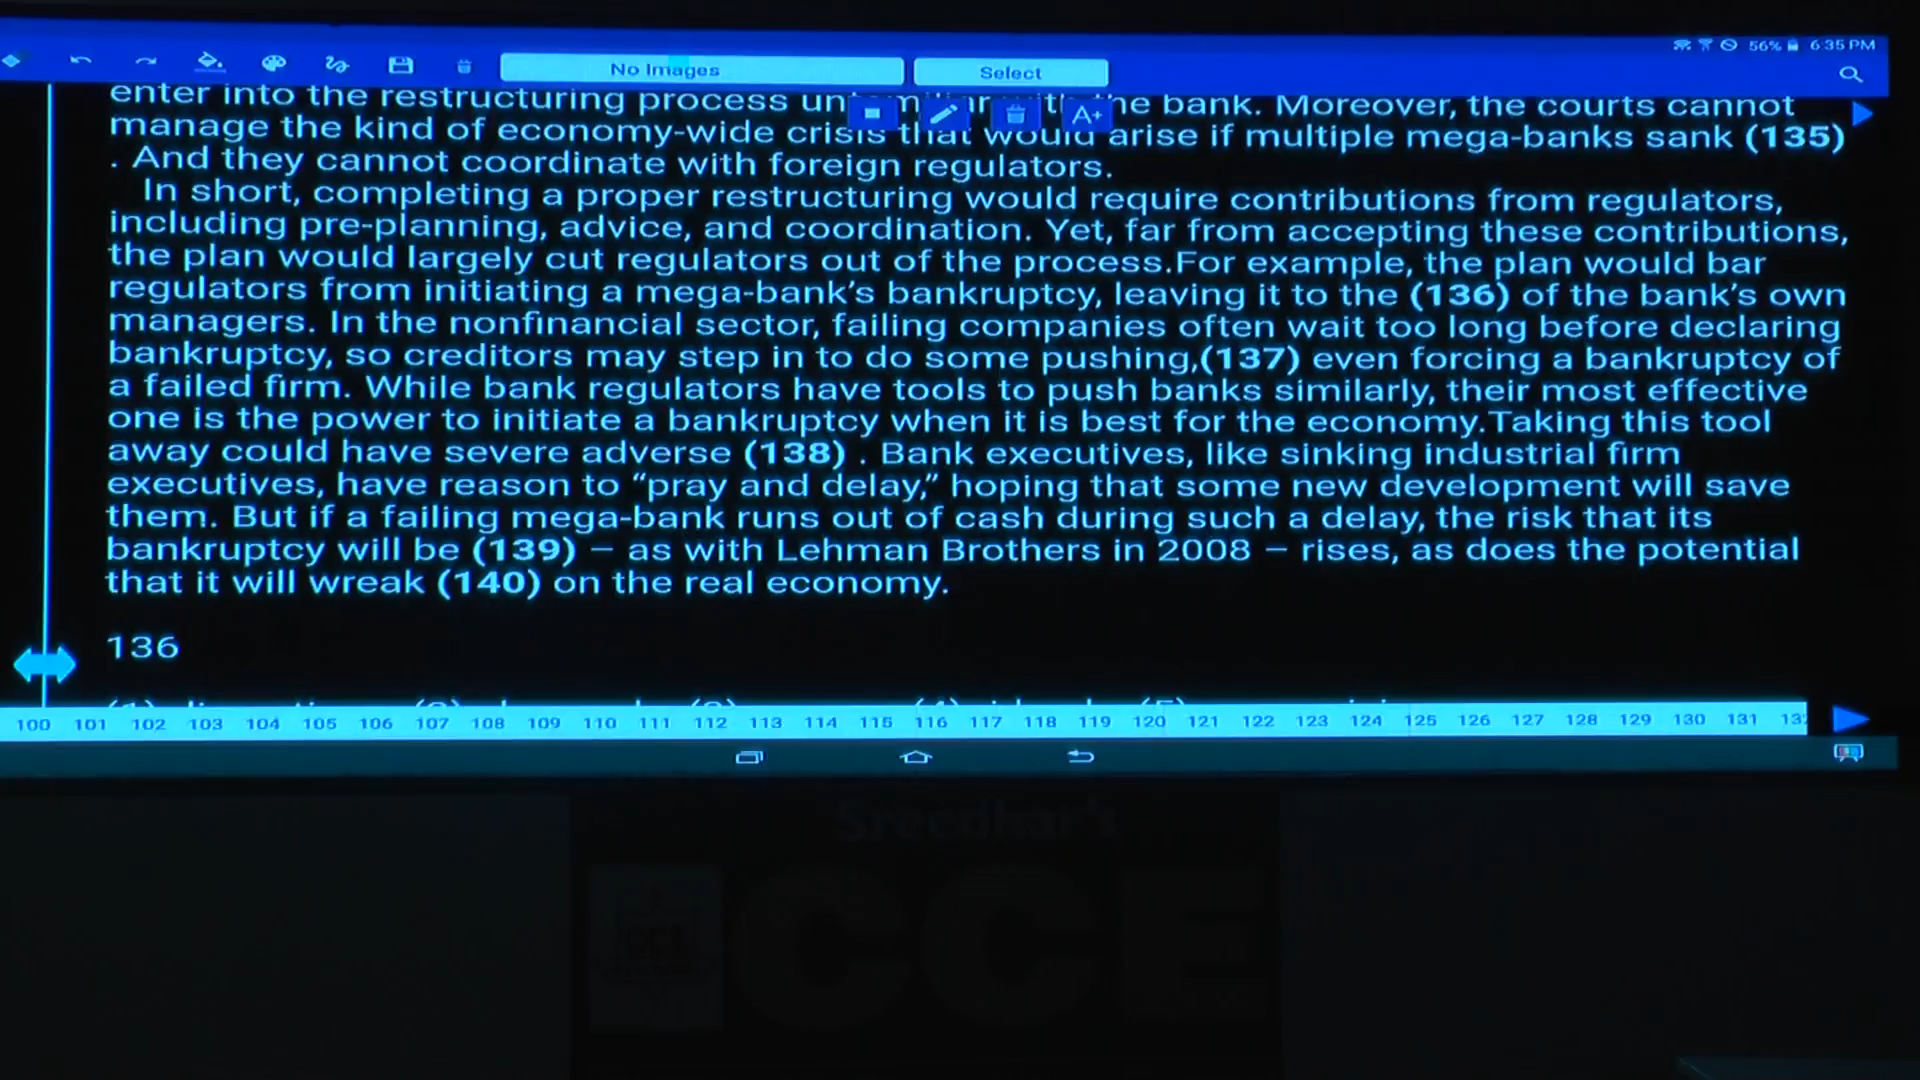 56% 6:35 PM
No Images
Select
enter into the restructuring process with the bank. Moreover, the courts cannot
A+
manage the kind of economy-wide crisis that would arise if multiple mega-banks sank (135)
. And they cannot coordinate with foreign regulators.
In short, completing a proper restructuring would require contributions from regulators,
including pre-planning, advice, and coordination. Yet, far from accepting these contributions,
the plan would largely cut regulators out of the process.For example, the plan would bar
regulators from initiating a mega-bank’s bankruptcy, leaving it to the (136) of the bank’s own
managers. In the nonfinancial sector, failing companies often wait too long before declaring
bankruptcy, so creditors may step in to do some pushing,(137) even forcing a bankruptcy of
a failed firm. While bank regulators have tools to push banks similarly, their most effective
one is the power to initiate a bankruptcy when it is best for the economy.Taking this tool
away could have severe adverse (138) . Bank executives, like sinking industrial firm
executives, have reason to “pray and delay,” hoping that some new development will save
them. But if a failing mega-bank runs out of cash during such a delay, the risk that its
bankruptcy will be (139) – as with Lehman Brothers in 2008 – rises, as does the potential
that it will wreak (140) on the real economy.
136
100 101 102 103 104 105 106 107 108 109 110 111 112 113 114 115 116 117 118 119 120 121 122 123 124 125 126 127 128 129 130 131
Sreedhar's
CCE